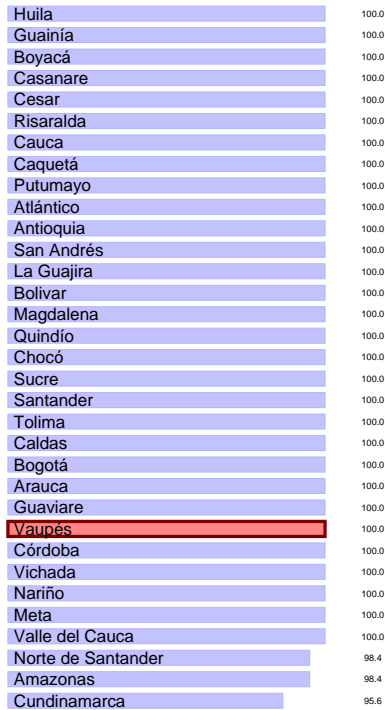 Huila 100.0
Guainía 100.0
Boyacá 100.0
Casanare 100.0
Cesar 100.0
Risaralda 100.0
Cauca 100.0
Caquetá 100.0
Putumayo 100.0
Atlántico 100.0
Antioquia 100.0
San Andrés 100.0
La Guajira 100.0
Bolivar 100.0
Magdalena 100.0
Quindío 100.0
Chocó 100.0
Sucre 100.0
Santander 100.0
Tolima 100.0
Caldas 100.0
Bogotá 100.0
Arauca 100.0
Guaviare 100.0
Vaupés 100.0
Córdoba 100.0
Vichada 100.0
Nariño 100.0
Meta 100.0
Valle del Cauca 100.0
Norte de Santander 98.4
Amazonas 98.4
Cundinamarca 95.6